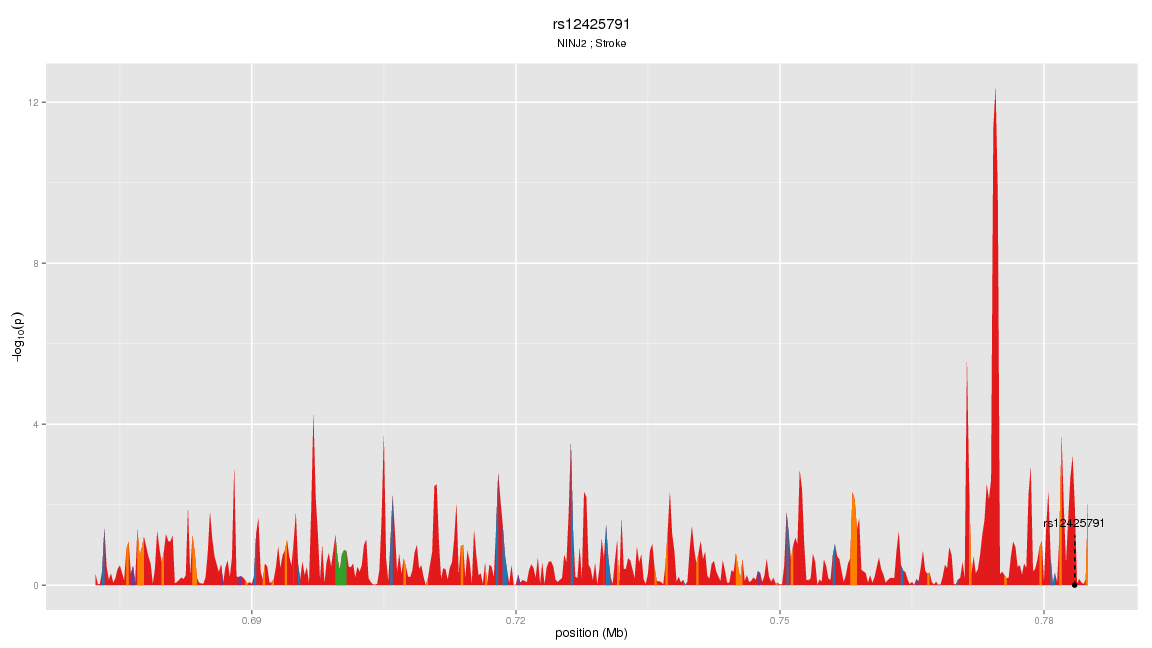 rs12425791
NINJ2 ; Stroke
12
8
4
0
−log10(p)
rs12425791
0.69
0.72
0.75
0.78
position (Mb)